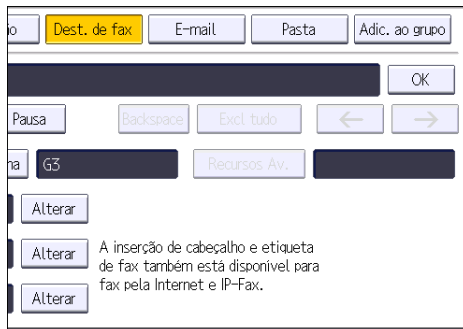 io Dest. de fax E-mail Pasta Adic. ao grupo
OK
Pausa Backspace Excl tudo ← →
na G3 Recursos Av.
Alterar
Alterar
Alterar
A inserção de cabeçalho e etiqueta
de fax também está disponível para
fax pela Internet e IP-Fax.